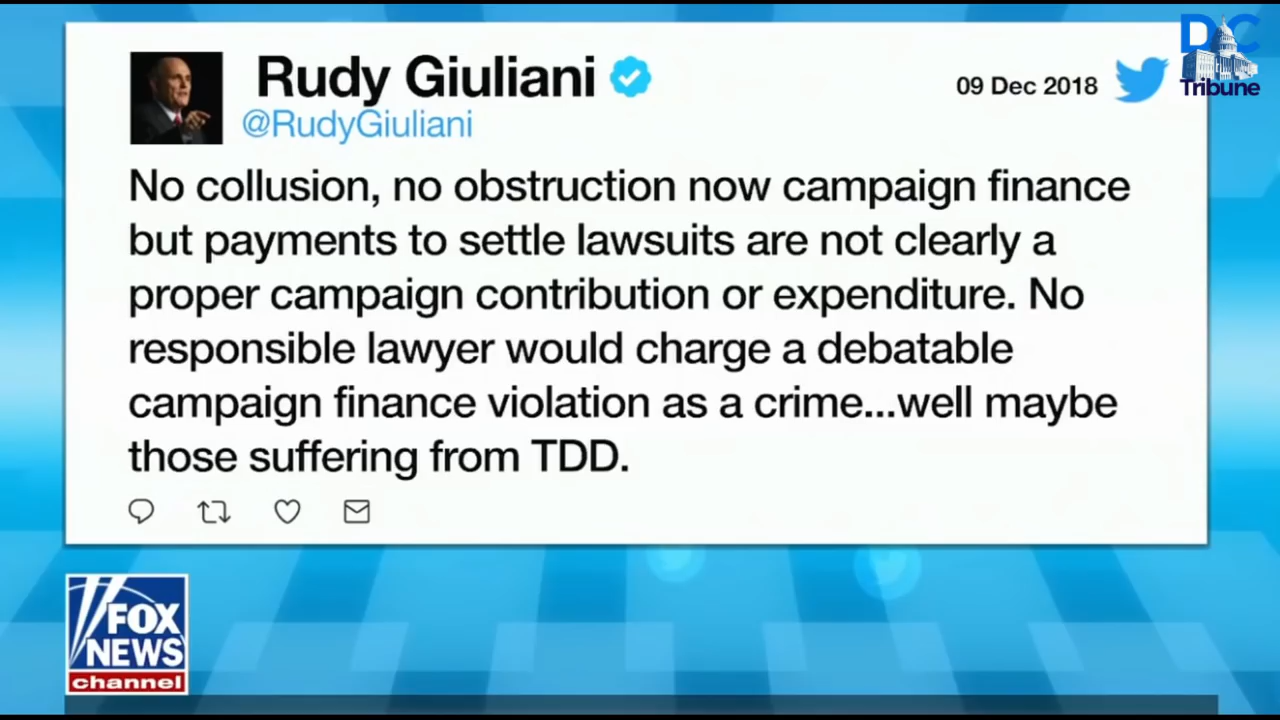 DC
Tribune
Rudy Giuliani
@RudyGiuliani
09 Dec 2018
No collusion, no obstruction now campaign finance
but payments to settle lawsuits are not clearly a
proper campaign contribution or expenditure. No
responsible lawyer would charge a debatable
campaign finance violation as a crime...well maybe
those suffering from TDD.
FOX
NEWS
channel